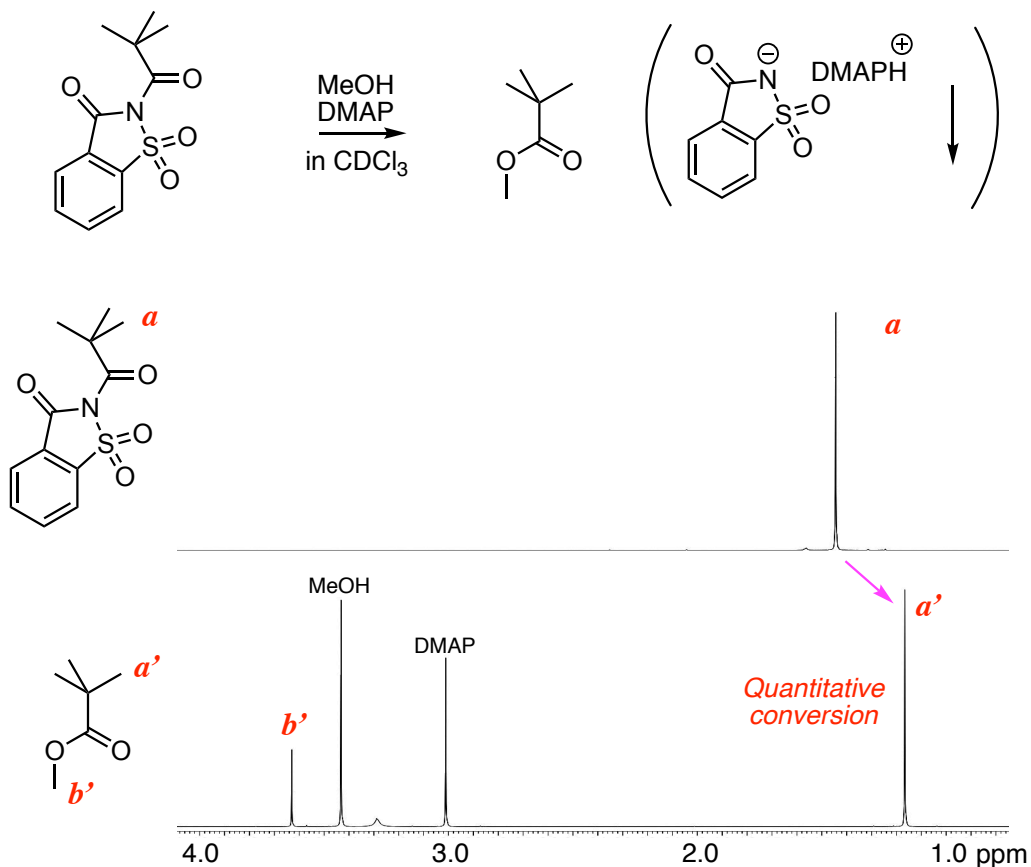 O
O
N
S
O
O
MeOH
DMAP
in CDCl3
O
O
O
N
⊖
S
O
O
DMAPH
⊕
a
O
O
N
S
O
O
a
MeOH
DMAP
a’
a’
b’
Quantitative
conversion
O
O
b’
4.0 3.0 2.0 1.0 ppm